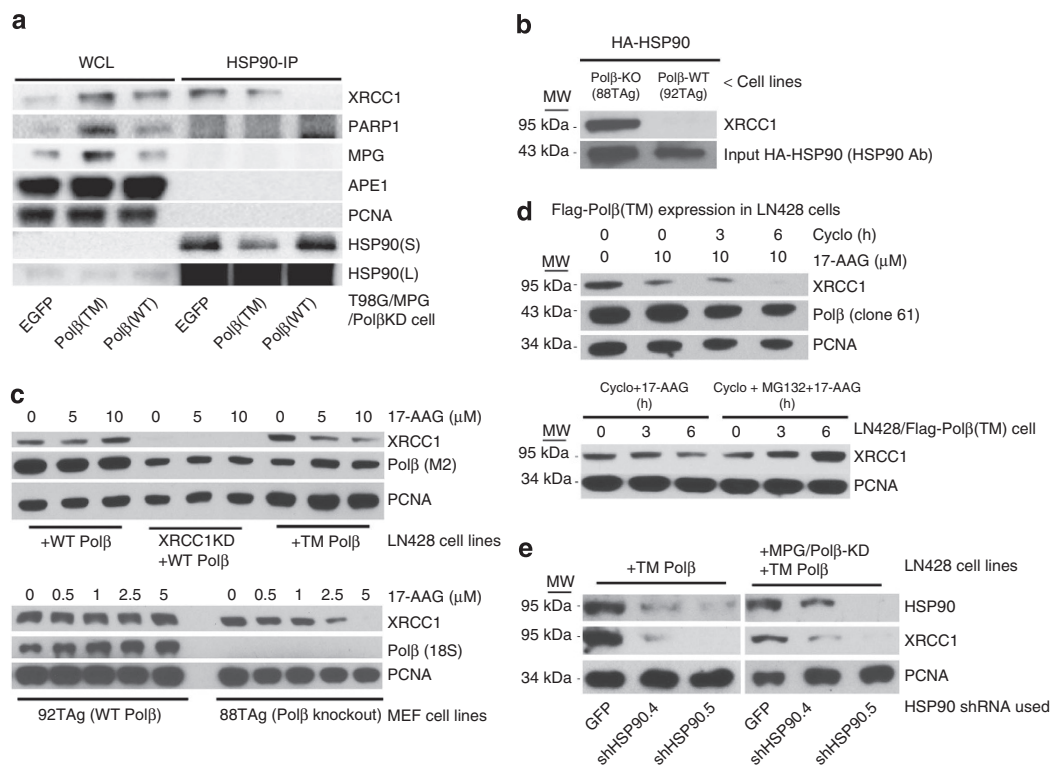 a
WCL HSP90-IP
XRCC1
PARP1
MPG
APE1
PCNA
HSP90(S)
HSP90(L)
EGFP Polβ(TM) Polβ(WT) EGFP Polβ(TM) Polβ(WT)
T98G/MPG
/PolβKD cell
b
HA-HSP90
Polβ-KO Polβ-WT
(88TAg) (92TAg)
< Cell lines
MW
95 kDa XRCC1
43 kDa Input HA-HSP90 (HSP90 Ab)
c
0 5 10 0 5 10 0 5 10 17-AAG (μM)
XRCC1
Polβ (M2)
PCNA
+WT Polβ XRCC1KD +TM Polβ LN428 cell lines
+WT Polβ
0 0.5 1 2.5 5 0 0.5 1 2.5 5 17-AAG (μM)
XRCC1
Polβ (18S)
PCNA
92TAg (WT Polβ) 88TAg (Polβ knockout) MEF cell lines
d
Flag-Polβ(TM) expression in LN428 cells
0 0 3 6 Cyclo (h)
MW 0 10 10 10 17-AAG (μM)
95 kDa XRCC1
43 kDa Polβ (clone 61)
34 kDa PCNA
Cyclo+17-AAG Cyclo + MG132+17-AAG
(h) (h)
MW 0 3 6 0 3 6 LN428/Flag-Polβ(TM) cell
95 kDa XRCC1
34 kDa PCNA
e
+TM Polβ
+MPG/Polβ-KD
+TM Polβ
LN428 cell lines
MW
95 kDa HSP90
95 kDa XRCC1
34 kDa PCNA
GFP shHSP90.4 shHSP90.5 GFP shHSP90.4 shHSP90.5
HSP90 shRNA used